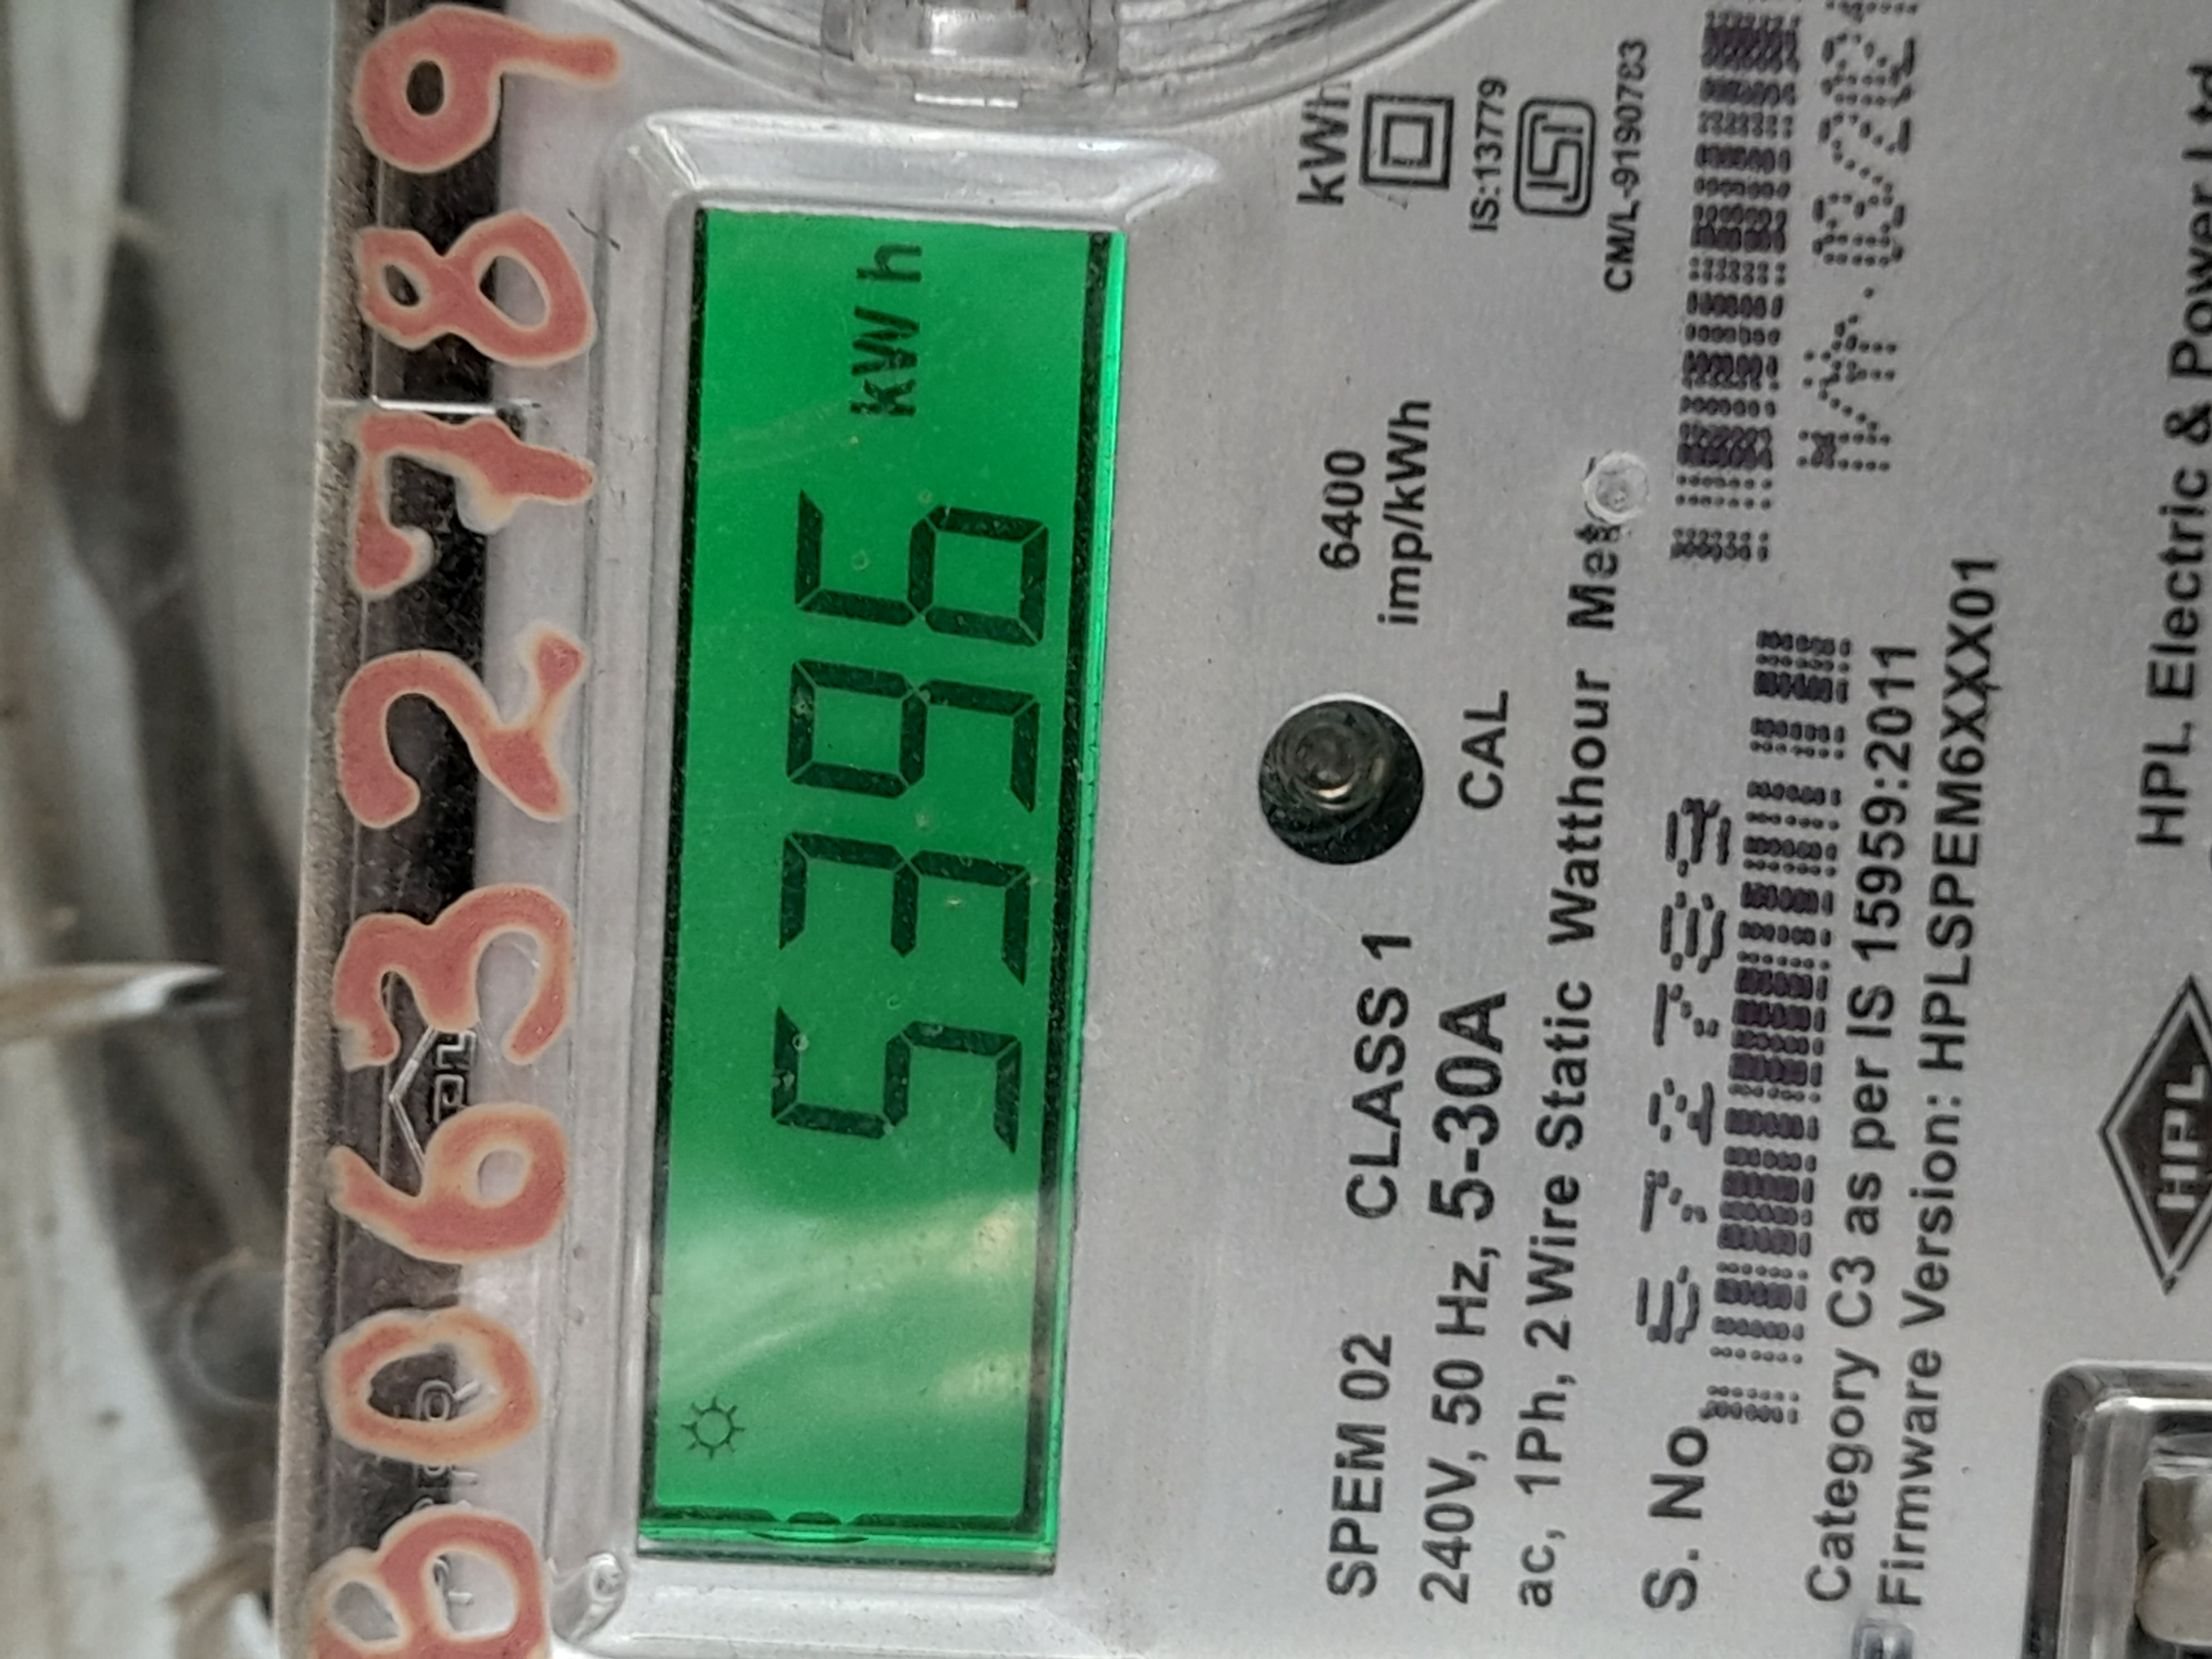 80632789
5396 kWh
SPEM 02 CLASS 1 6400 kWh
240V, 50 Hz, 5-30A CAL imp/kWh
ac, 1Ph, 2 Wire Static Watthour
IS:13779
CM/L-9190783
S. No.
Category C3 as per IS 15959:2011
Firmware Version: HPLSPEM6XXX01
HPL HPL Electric & Power Ltd